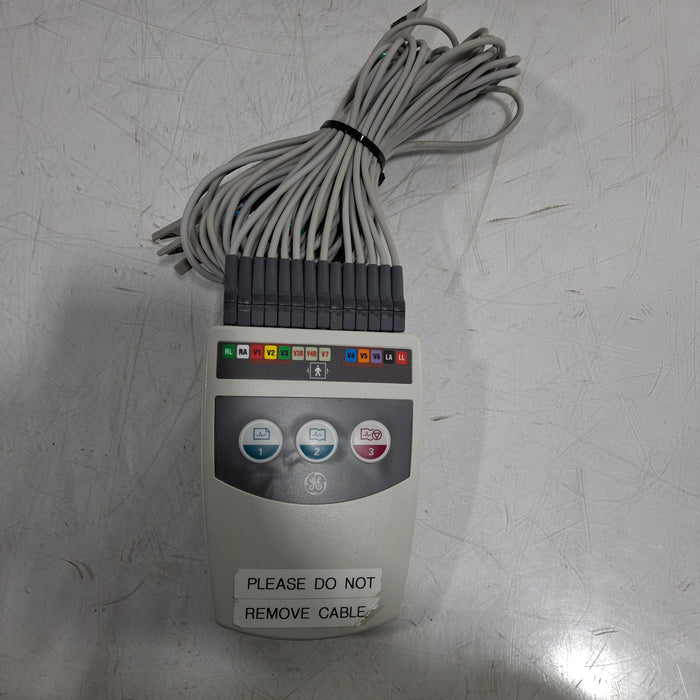 RL RA V1 V2 V3 V3R V4R V7 V4 V5 V6 LA LL
1 2 3
GE
PLEASE DO NOT
REMOVE CABLE